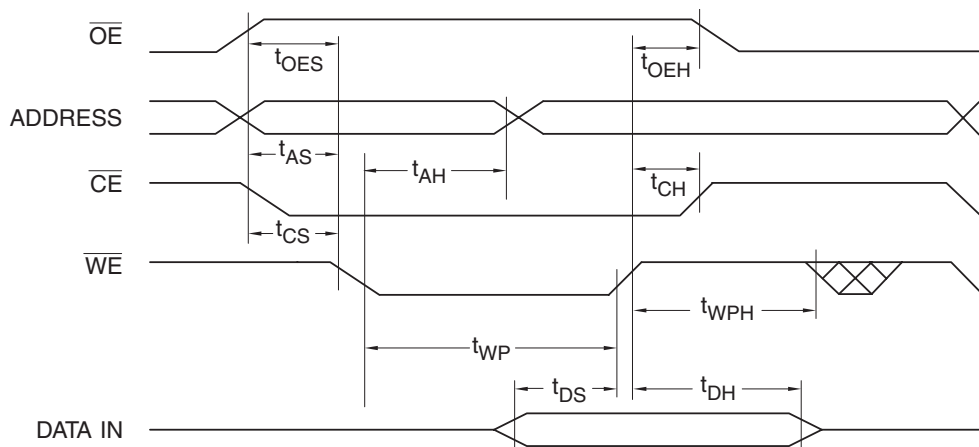 OE
tOES
tOEH
ADDRESS
tAS
tAH
CE
tCH
tCS
WE
tWPH
tWP
tDS
tDH
DATA IN